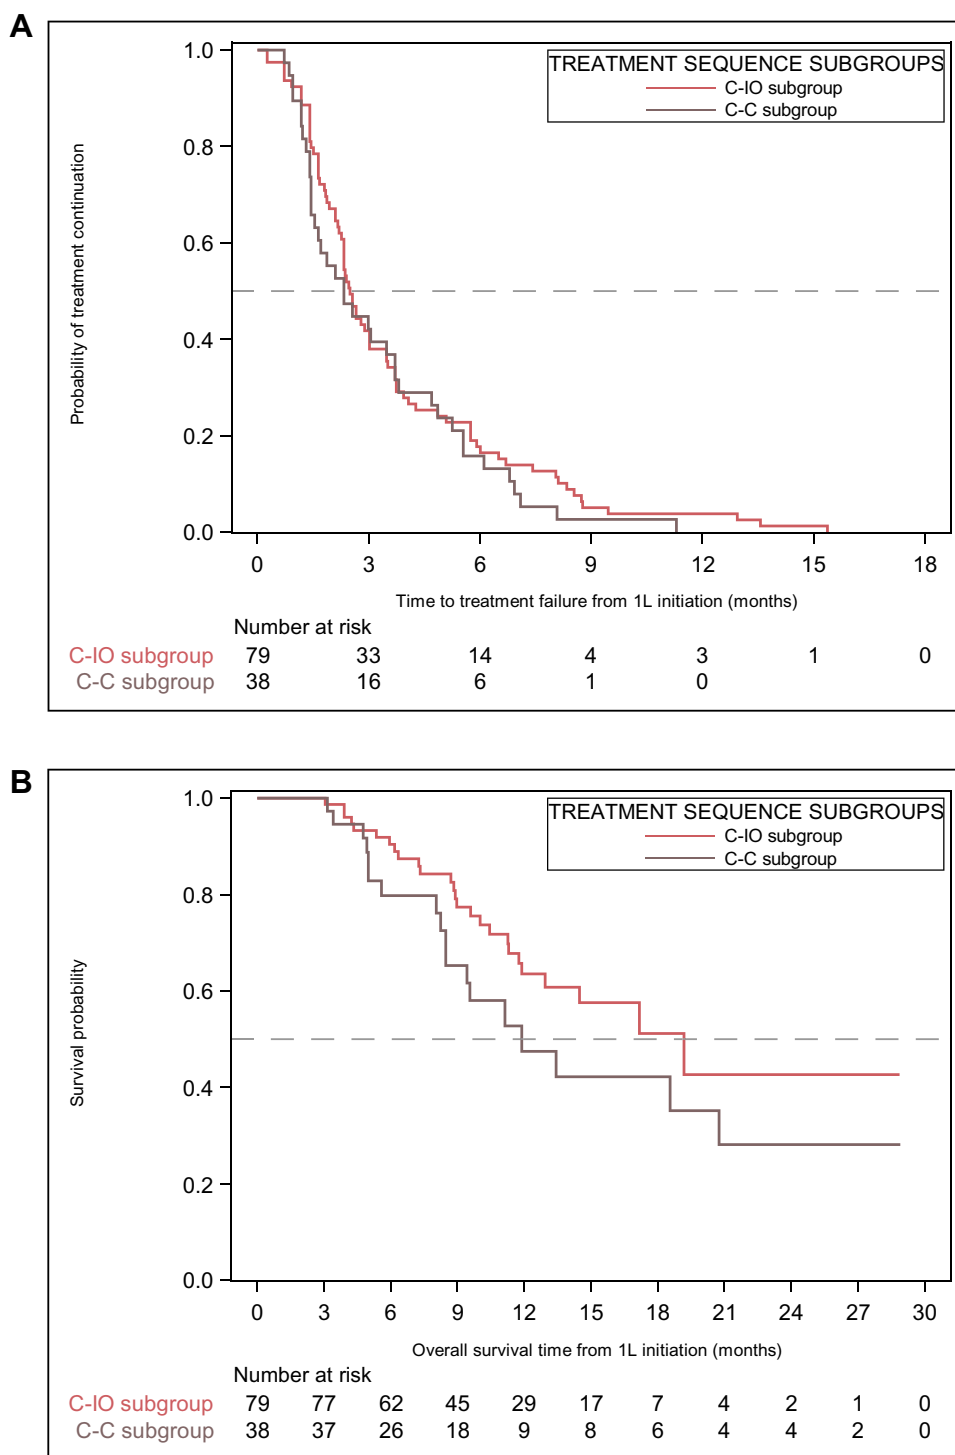 A
TREATMENT SEQUENCE SUBGROUPS
C-IO subgroup
C-C subgroup
Probability of treatment continuation
1.0
0.8
0.6
0.4
0.2
0.0
0 3 6 9 12 15 18
Time to treatment failure from 1L initiation (months)
Number at risk
C-IO subgroup 79 33 14 4 3 1 0
C-C subgroup 38 16 6 1 0
B
TREATMENT SEQUENCE SUBGROUPS
C-IO subgroup
C-C subgroup
Survival probability
1.0
0.8
0.6
0.4
0.2
0.0
0 3 6 9 12 15 18 21 24 27 30
Overall survival time from 1L initiation (months)
Number at risk
C-IO subgroup 79 77 62 45 29 17 7 4 2 1 0
C-C subgroup 38 37 26 18 9 8 6 4 4 2 0